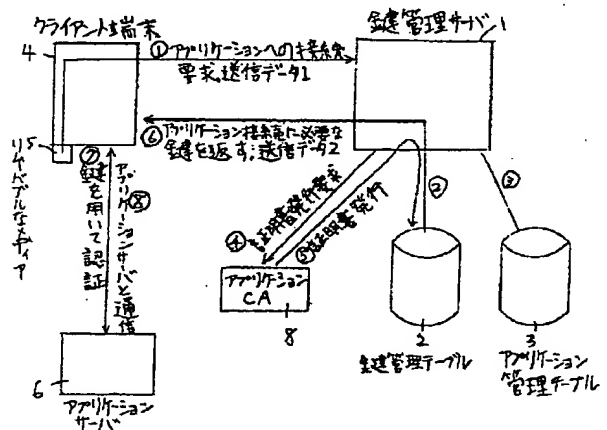 クライアント端末
4
①アプリケーションへの接続
要求,送信データ1
鍵管理サーバ
1
⑥アプリケーション接続に必要な
鍵を返す;送信データ2
5
リムーバブルなメディア
⑦鍵を用いて認証
⑧アプリケーションサーバと通信
④証明書発行要求
⑤証明書発行
②
③
アプリケーション
CA
8
2
鍵管理テーブル
3
アプリケーション
管理テーブル
6
アプリケーション
サーバ